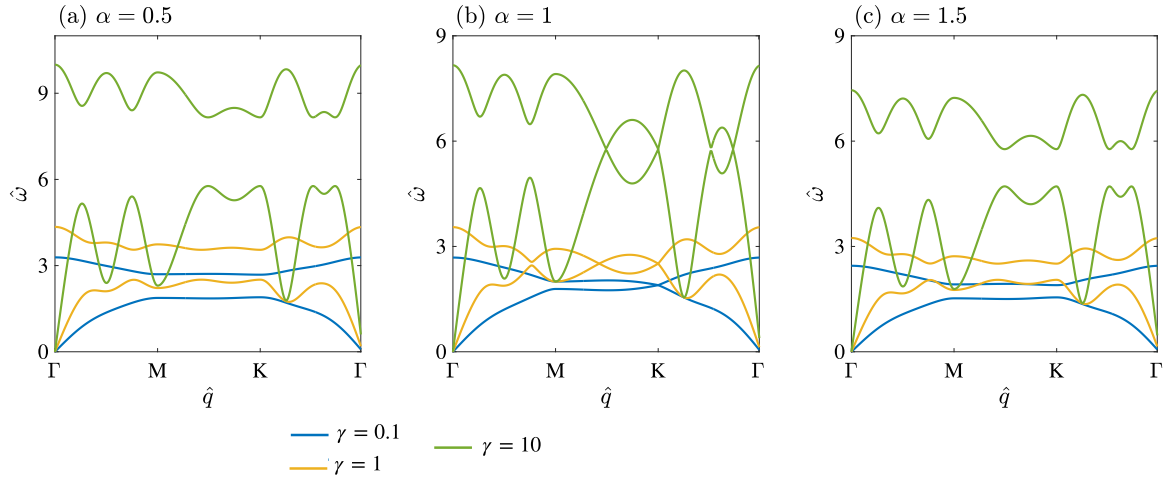 (a) α = 0.5
(b) α = 1
(c) α = 1.5
9
6
3
0
ω̂
Γ M K Γ
q̂
9
6
3
0
ω̂
Γ M K Γ
q̂
9
6
3
0
ω̂
Γ M K Γ
q̂
γ = 0.1
γ = 10
γ = 1